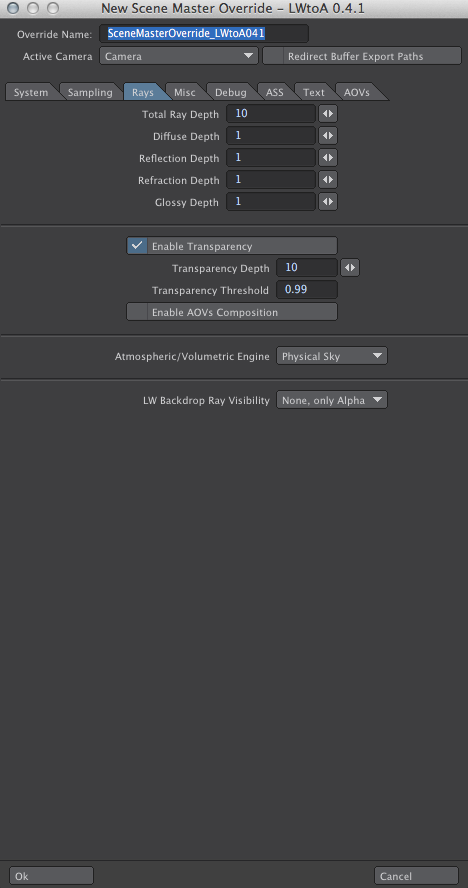 New Scene Master Override - LWtoA 0.4.1
Override Name: SceneMasterOverride_LWtoA041
Active Camera Camera Redirect Buffer Export Paths
System Sampling Rays Misc Debug ASS Text AOVs
Total Ray Depth 10
Diffuse Depth 1
Reflection Depth 1
Refraction Depth 1
Glossy Depth 1
Enable Transparency
Transparency Depth 10
Transparency Threshold 0.99
Enable AOVs Composition
Atmospheric/Volumetric Engine Physical Sky
LW Backdrop Ray Visibility None, only Alpha
Ok Cancel